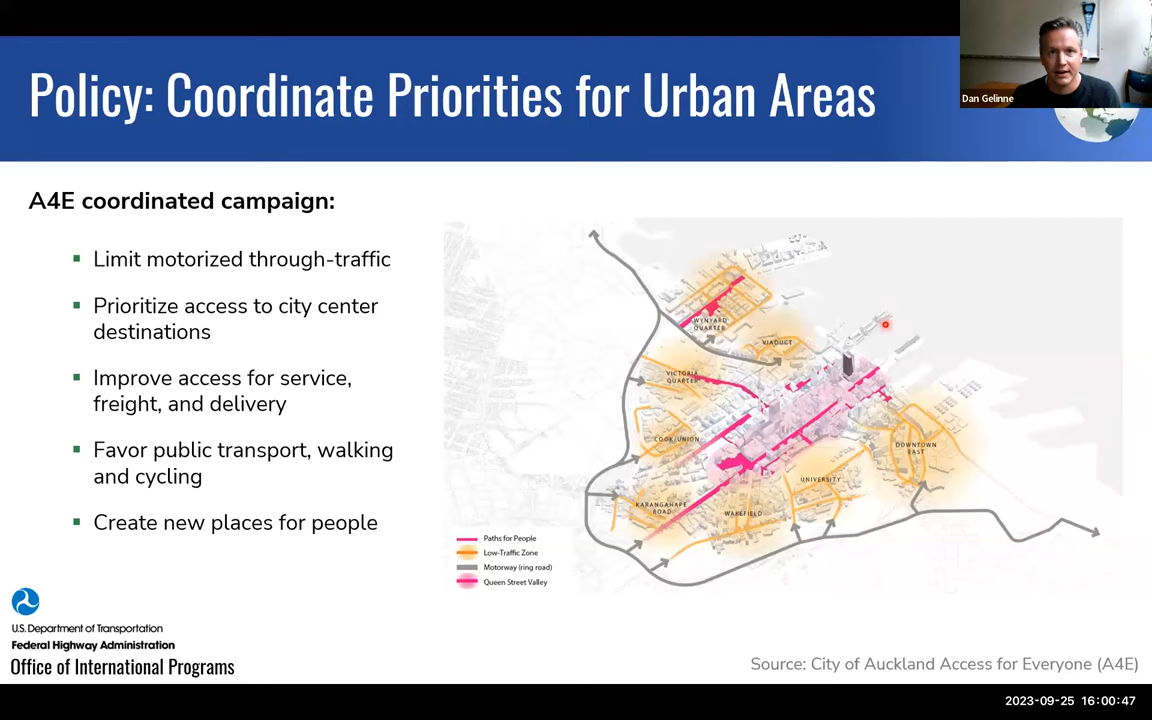 Policy: Coordinate Priorities for Urban Areas
Dan Gelinne
A4E coordinated campaign:
Limit motorized through-traffic
Prioritize access to city center
destinations
Improve access for service,
freight, and delivery
Favor public transport, walking
and cycling
Create new places for people
WYNYARD
QUARTER
VIADUCT
VICTORIA
QUARTER
COOK/UNION
DOWNTOWN
EAST
UNIVERSITY
KARANGAHAPE
ROAD
WAKEFIELD
Paths for People
Low-Traffic Zone
Motorway (ring road)
Queen Street Valley
U.S. Department of Transportation
Federal Highway Administration
Office of International Programs
Source: City of Auckland Access for Everyone (A4E)
2023-09-25 16:00:47